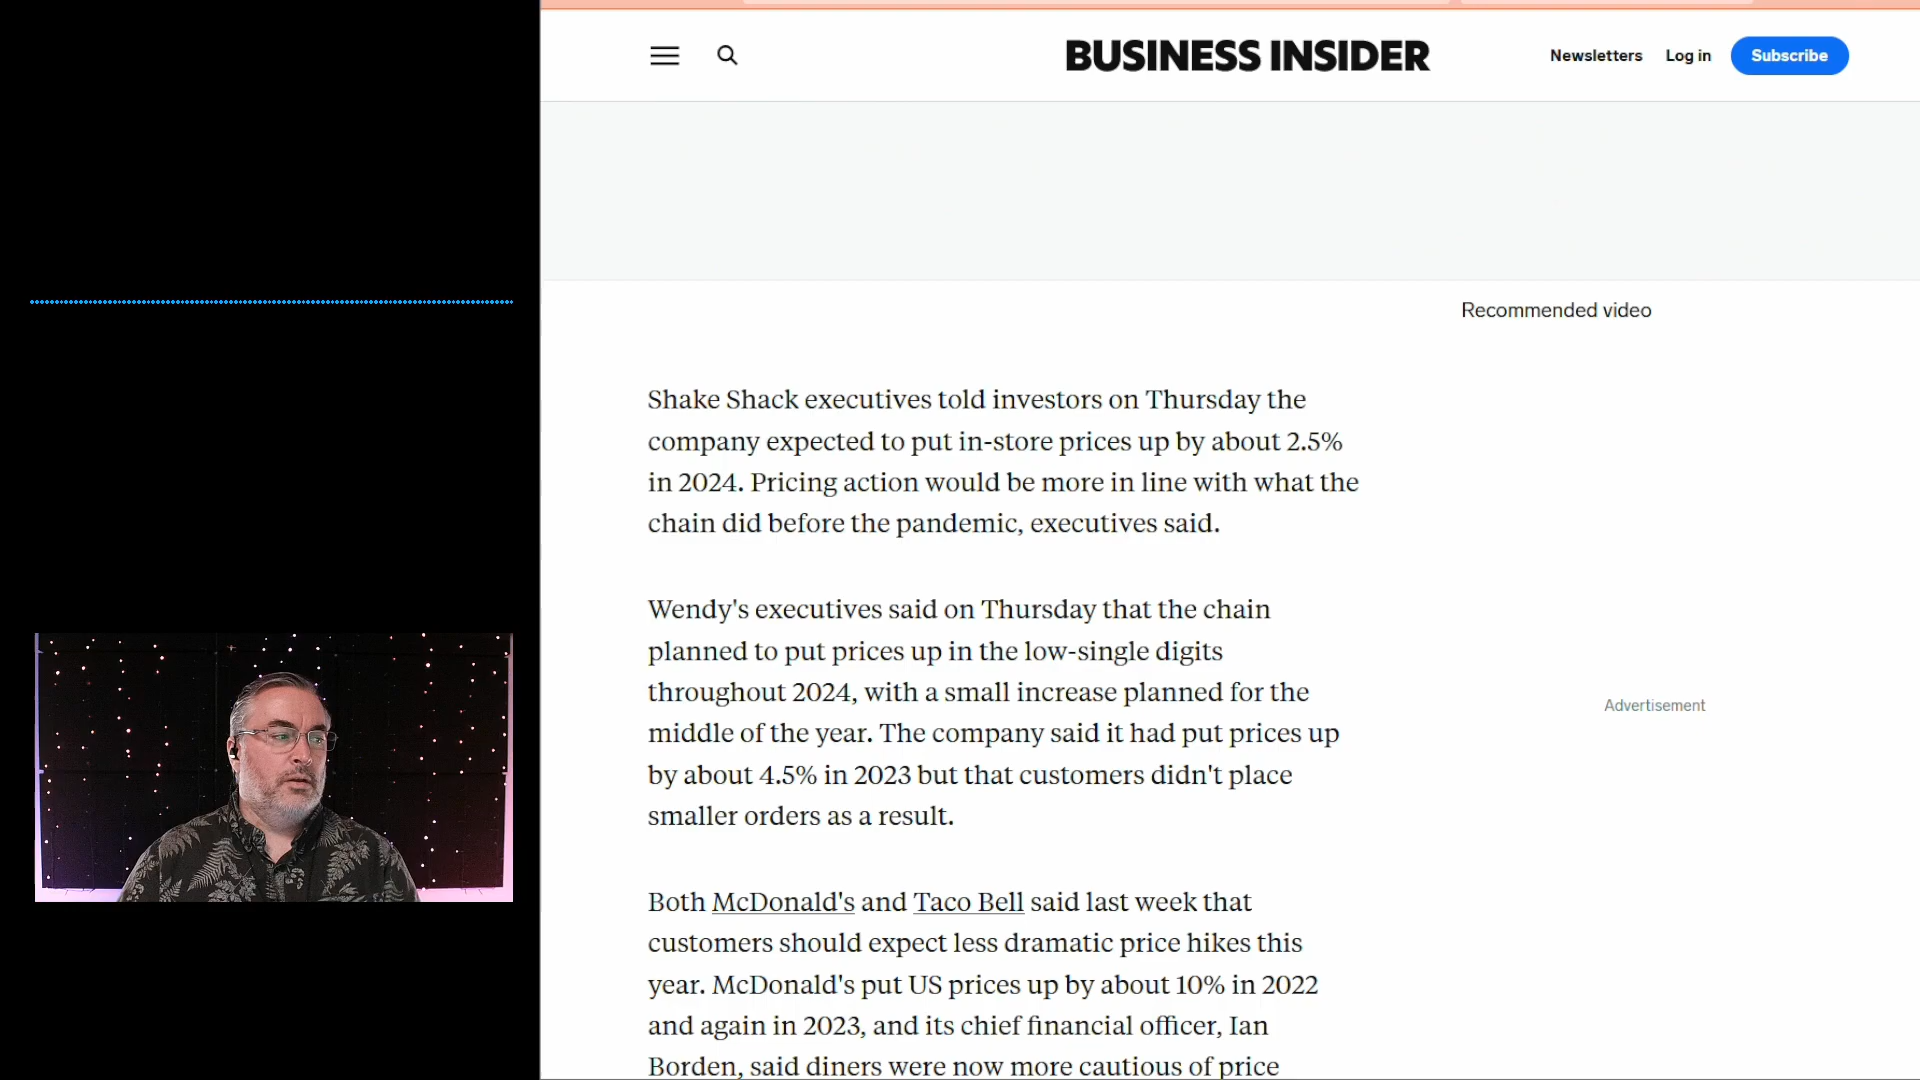 BUSINESS INSIDER
Newsletters
Log in
Subscribe
Recommended video
Shake Shack executives told investors on Thursday the
company expected to put in-store prices up by about 2.5%
in 2024. Pricing action would be more in line with what the
chain did before the pandemic, executives said.
Wendy's executives said on Thursday that the chain
planned to put prices up in the low-single digits
throughout 2024, with a small increase planned for the
middle of the year. The company said it had put prices up
by about 4.5% in 2023 but that customers didn't place
smaller orders as a result.
Advertisement
Both McDonald's and Taco Bell said last week that
customers should expect less dramatic price hikes this
year. McDonald's put US prices up by about 10% in 2022
and again in 2023, and its chief financial officer, Ian
Borden, said diners were now more cautious of price